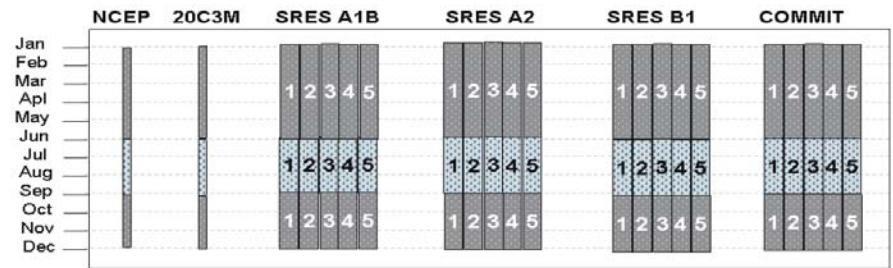 NCEP 20C3M SRES A1B SRES A2 SRES B1 COMMIT
Jan
Feb
Mar
1 2 3 4 5 1 2 3 4 5 1 2 3 4 5 1 2 3 4 5
Apl
May
Jun
Jul
1 2 3 4 5 1 2 3 4 5 1 2 3 4 5 1 2 3 4 5
Aug
Sep
Oct
1 2 3 4 5 1 2 3 4 5 1 2 3 4 5 1 2 3 4 5
Nov
Dec